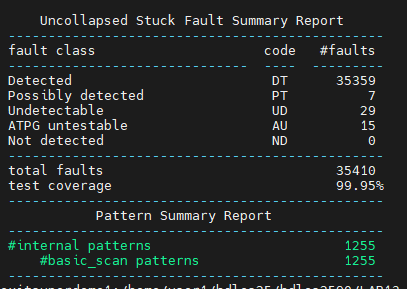 Uncollapsed Stuck Fault Summary Report
-----------------------------------------------
fault class                     code    #faults
------------------------------  ----  ---------
Detected                         DT      35359
Possibly detected                PT          7
Undetectable                     UD         29
ATPG untestable                  AU         15
Not detected                     ND          0
-----------------------------------------------
total faults                             35410
test coverage                            99.95%
-----------------------------------------------
Pattern Summary Report
-----------------------------------------------
#internal patterns                        1255
#basic_scan patterns                  1255
-----------------------------------------------